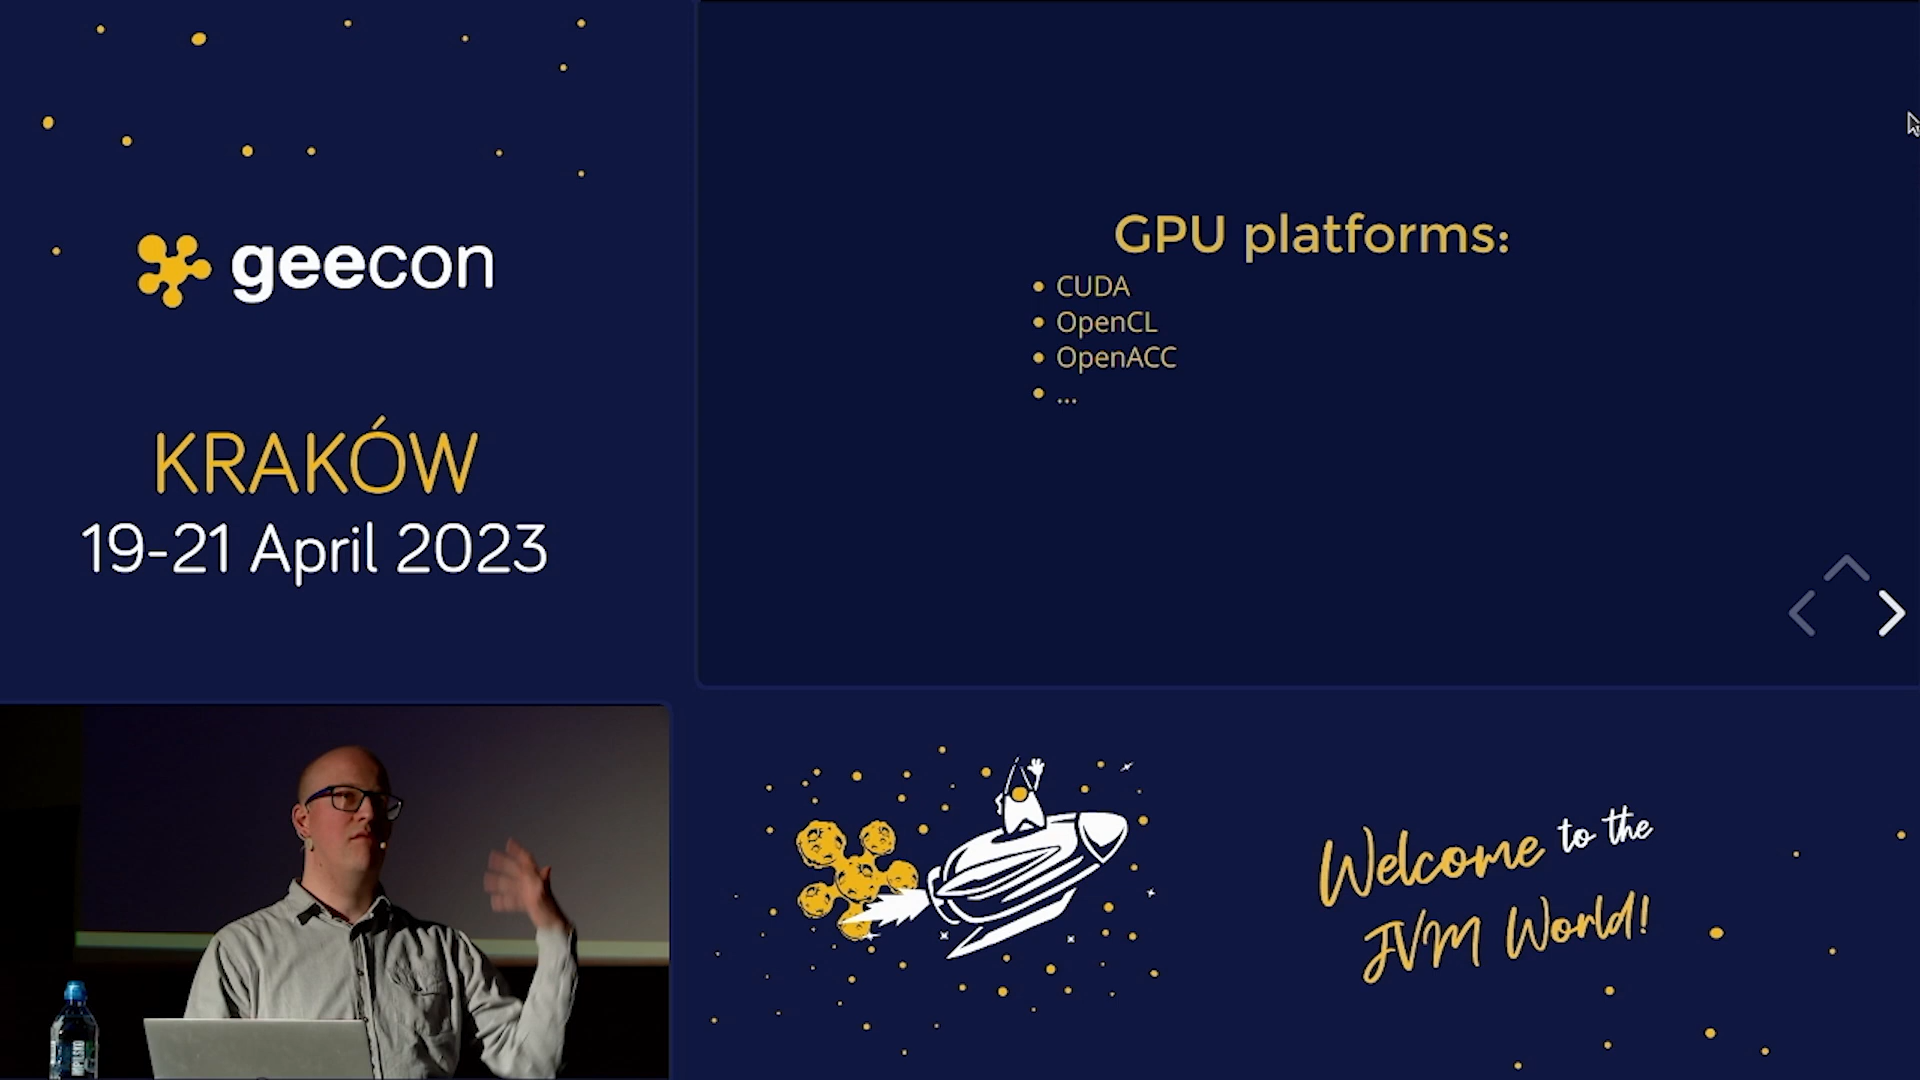 geecon
KRAKÓW
19-21 April 2023
GPU platforms:
CUDA
OpenCL
OpenACC
...
Welcome to the
JVM World!